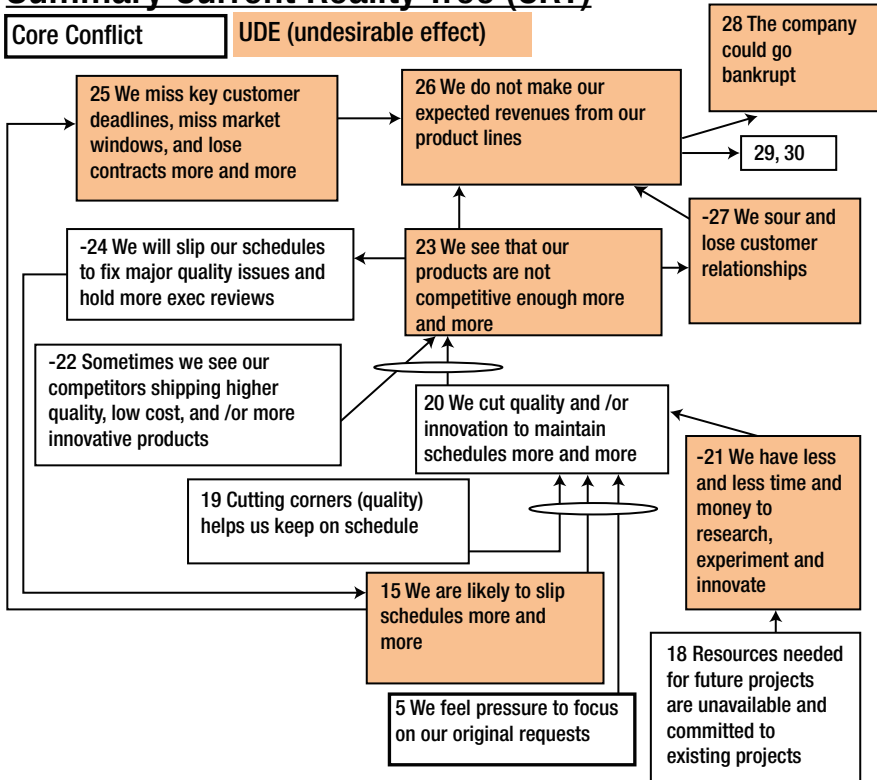 Summary Current Reality Tree (CRT)
Core Conflict
UDE (undesirable effect)
28 The company
could go
bankrupt
25 We miss key customer
deadlines, miss market
windows, and lose
contracts more and more
26 We do not make our
expected revenues from our
product lines
29, 30
-24 We will slip our schedules
to fix major quality issues and
hold more exec reviews
23 We see that our
products are not
competitive enough more
and more
-27 We sour and
lose customer
relationships
-22 Sometimes we see our
competitors shipping higher
quality, low cost, and /or more
innovative products
20 We cut quality and /or
innovation to maintain
schedules more and more
-21 We have less
and less time and
money to
research,
experiment and
innovate
19 Cutting corners (quality)
helps us keep on schedule
15 We are likely to slip
schedules more and
more
5 We feel pressure to focus
on our original requests
18 Resources needed
for future projects
are unavailable and
committed to
existing projects